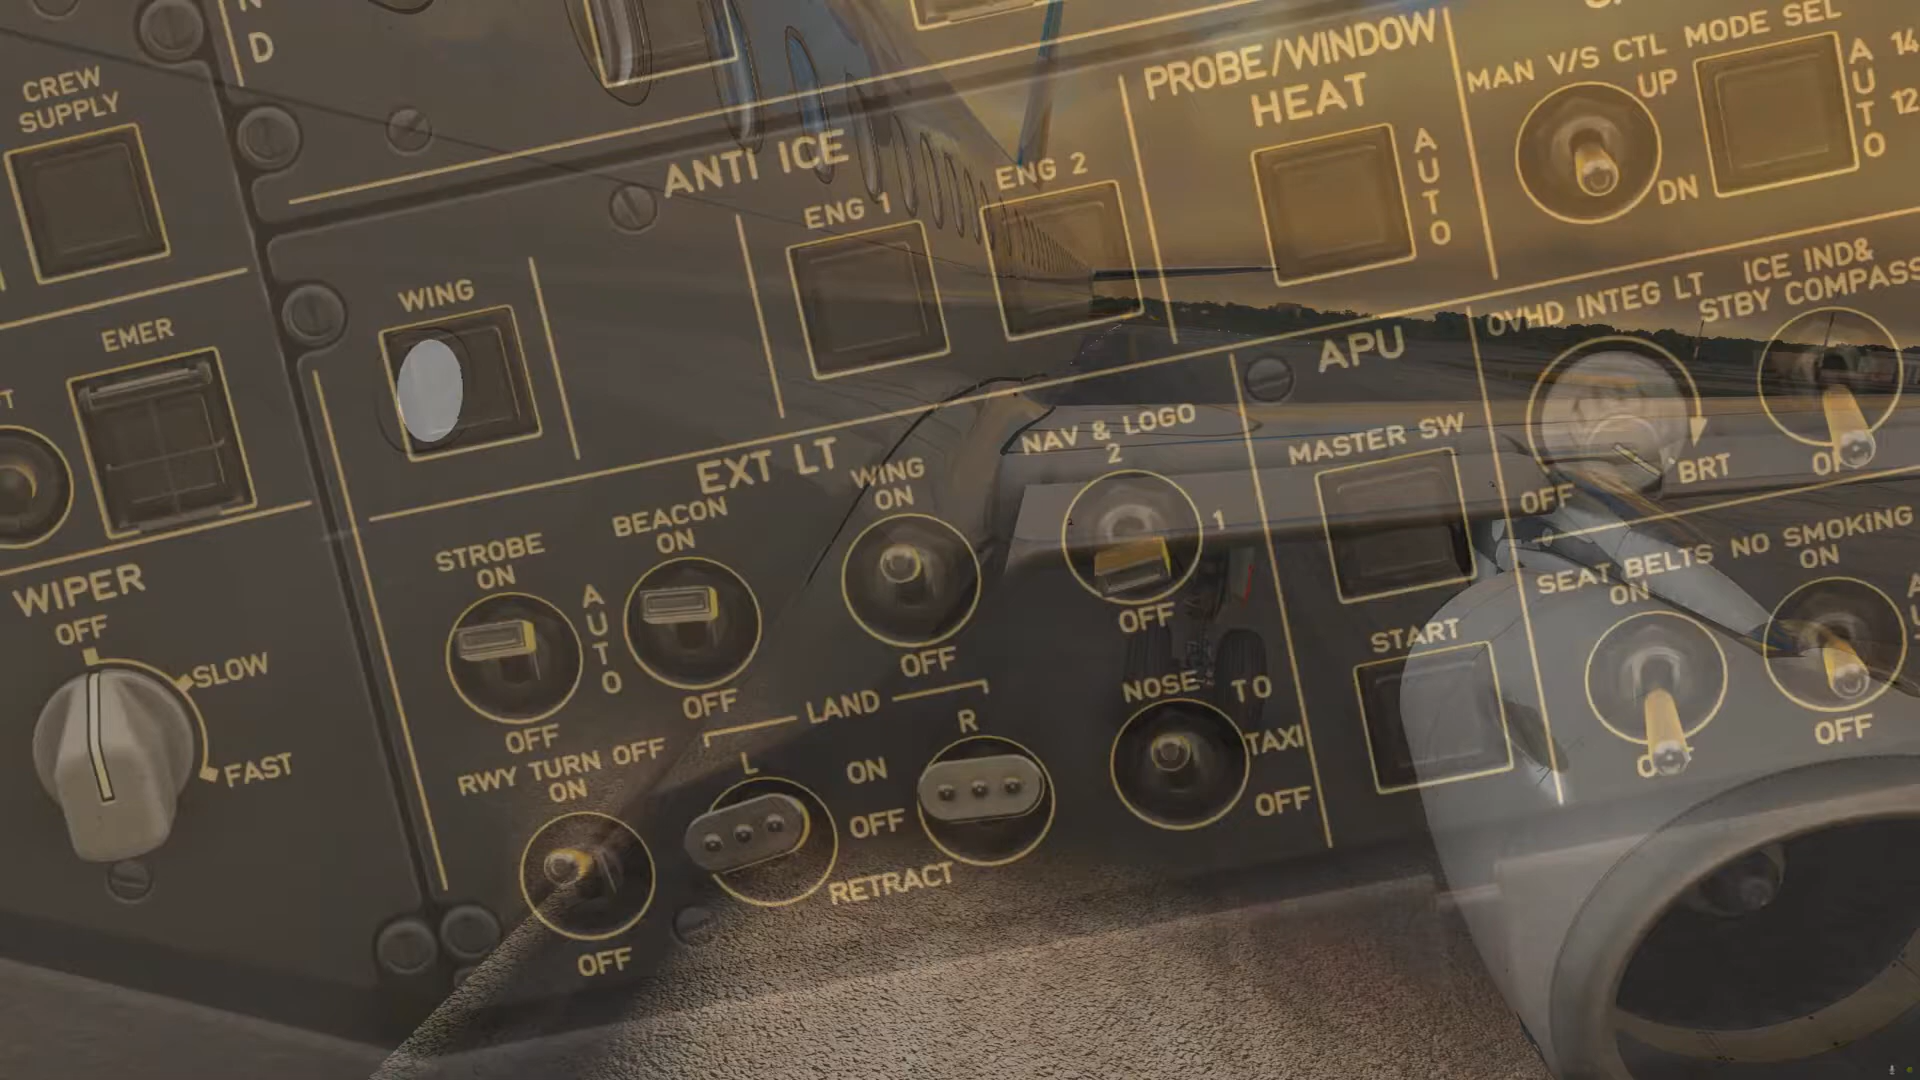 D
CREW
SUPPLY
EMER
WIPER
OFF
SLOW
FAST
ANTI ICE
WING
ENG 1
ENG 2
PROBE/WINDOW
HEAT
AUTO
MAN V/S CTL
UP
DN
MODE SEL
AUTO
14
12
EXT LT
STROBE
ON
AUTO
OFF
BEACON
ON
OFF
WING
ON
OFF
NAV & LOGO
2
1
OFF
RWY TURN OFF
ON
OFF
LAND
L
R
ON
OFF
RETRACT
NOSE
TO
TAXI
OFF
APU
MASTER SW
START
OVHD INTEG LT
OFF
BRT
ICE IND&
STBY COMPASS
SEAT BELTS
ON
NO SMOKING
ON
OFF